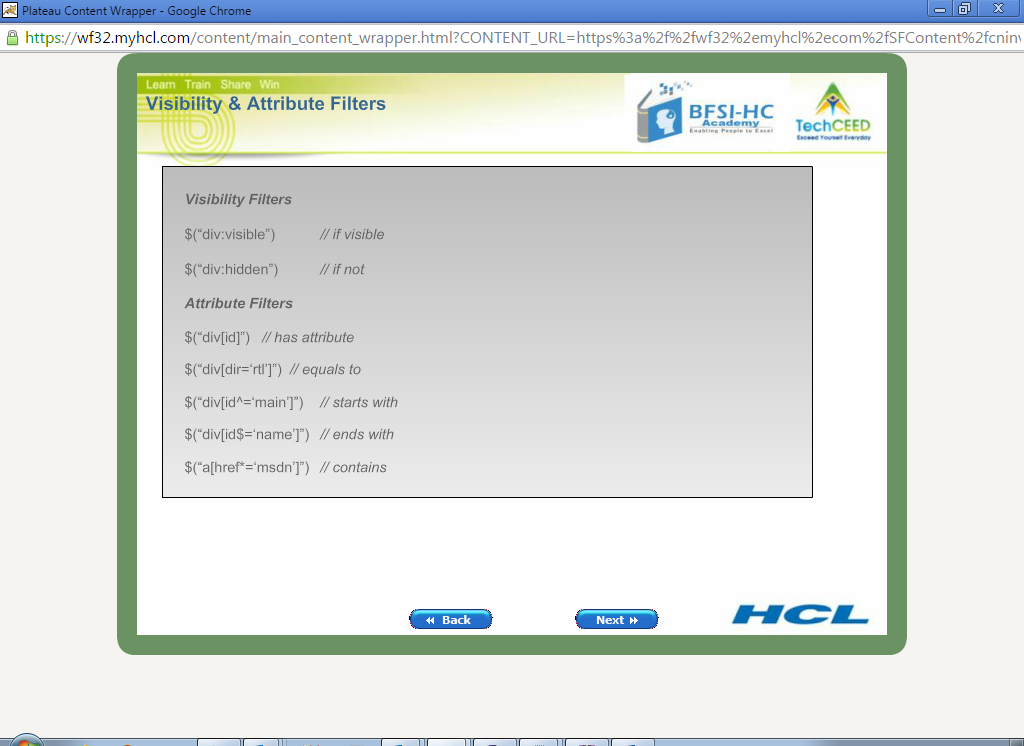 Plateau Content Wrapper - Google Chrome
https://wf32.myhcl.com/content/main_content_wrapper.html?CONTENT_URL=https%3a%2f%2fwf32%2emyhcl%2ecom%2fSFContent%2fcninv
Learn Train Share Win
Visibility & Attribute Filters
BFSI-HC
Academy
Enabling People to Excel
TechCEED
Exceed Yourself Everyday
Visibility Filters
$(“div:visible”) // if visible
$(“div:hidden”) // if not
Attribute Filters
$(“div[id]”) // has attribute
$(“div[dir=‘rtl’]”) // equals to
$(“div[id^=‘main’]”) // starts with
$(“div[id$=‘name’]”) // ends with
$(“a[href*=‘msdn’]”) // contains
Back Next
HCL